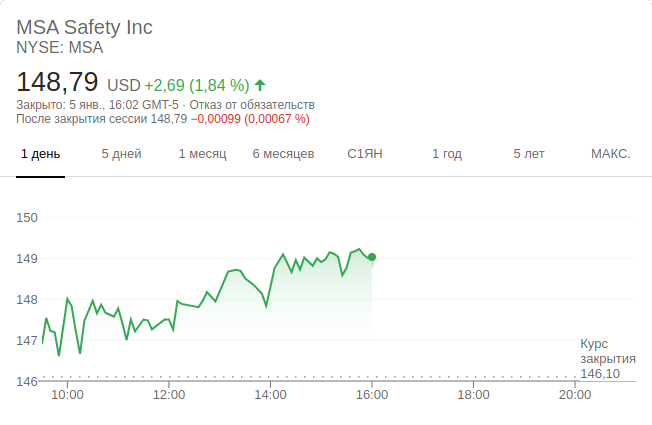 MSA Safety Inc
NYSE: MSA
148,79 USD +2,69 (1,84 %)
Закрыто: 5 янв., 16:02 GMT-5 · Отказ от обязательств
После закрытия сессии 148,79 −0,00099 (0,00067 %)
1 день 5 дней 1 месяц 6 месяцев С1ЯН 1 год 5 лет МАКС.
150
149
148
147
Курс
закрытия
146,10
146
10:00 12:00 14:00 16:00 18:00 20:00